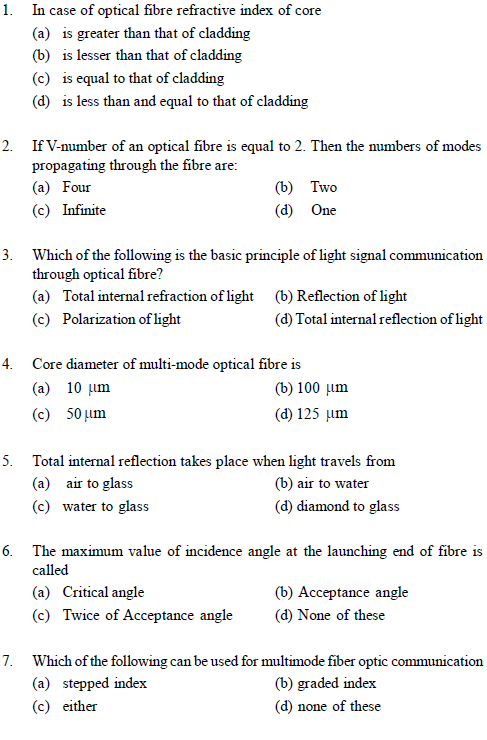 1. In case of optical fibre refractive index of core
(a) is greater than that of cladding
(b) is lesser than that of cladding
(c) is equal to that of cladding
(d) is less than and equal to that of cladding
2. If V-number of an optical fibre is equal to 2. Then the numbers of modes
propagating through the fibre are:
(a) Four (b) Two
(c) Infinite (d) One
3. Which of the following is the basic principle of light signal communication
through optical fibre?
(a) Total internal refraction of light (b) Reflection of light
(c) Polarization of light (d) Total internal reflection of light
4. Core diameter of multi-mode optical fibre is
(a) 10 μm (b) 100 μm
(c) 50 μm (d) 125 μm
5. Total internal reflection takes place when light travels from
(a) air to glass (b) air to water
(c) water to glass (d) diamond to glass
6. The maximum value of incidence angle at the launching end of fibre is
called
(a) Critical angle (b) Acceptance angle
(c) Twice of Acceptance angle (d) None of these
7. Which of the following can be used for multimode fiber optic communication
(a) stepped index (b) graded index
(c) either (d) none of these